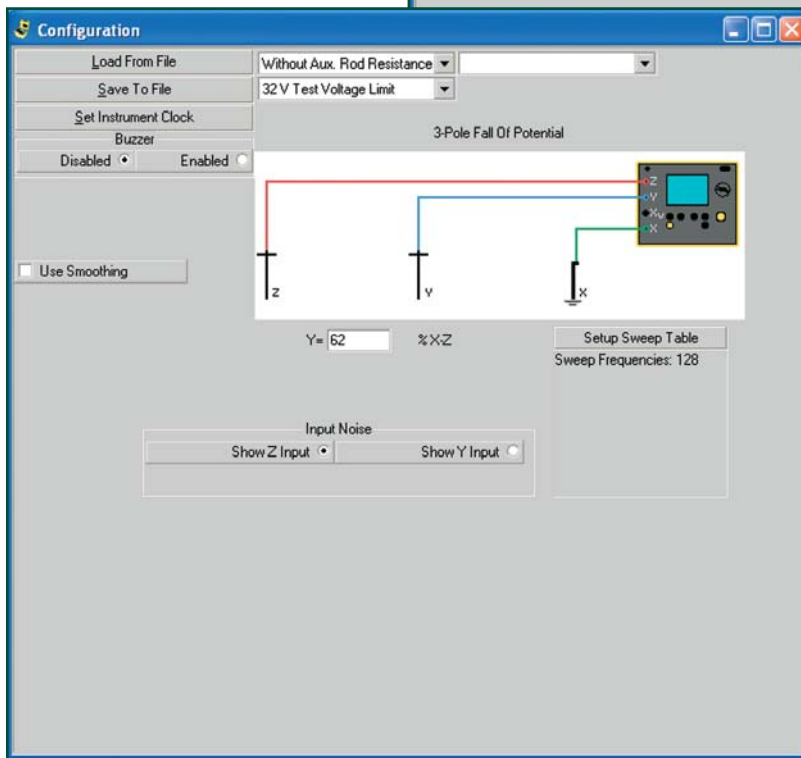 Configuration
Load From File
Without Aux. Rod Resistance
Save To File
32 V Test Voltage Limit
Set Instrument Clock
Buzzer
3-Pole Fall Of Potential
Disabled
Enabled
Z
Y
Xv
X
Use Smoothing
Z
Y
X
Y= 62 %X-Z
Setup Sweep Table
Sweep Frequencies: 128
Input Noise
Show Z Input
Show Y Input